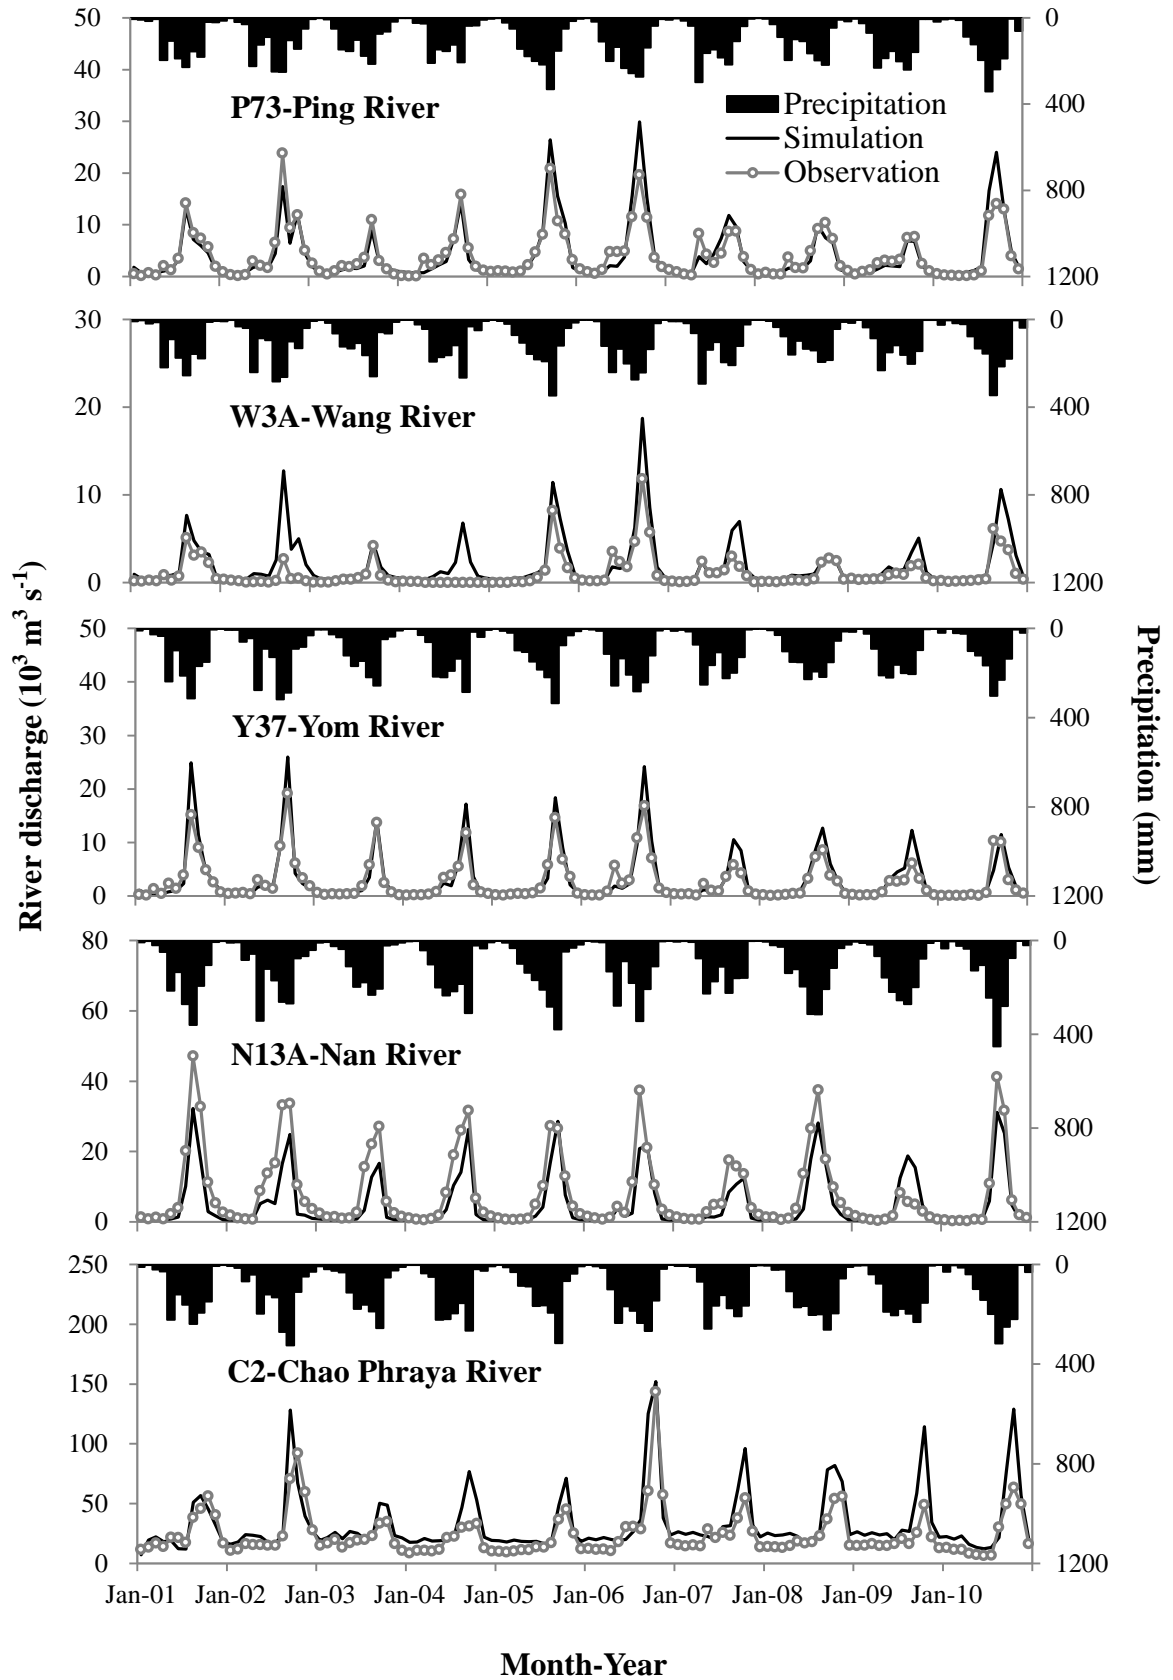 50 0
40
P73-Ping River
Precipitation
400
30
Simulation
20
Observation
800
10
0 1200
30 0
20 400
W3A-Wang River
10 800
0 1200
50 0
40
400
Y37-Yom River
30
20
800
10
0 1200
80 0
60
400
N13A-Nan River
40
800
20
0 1200
250 0
200
400
C2-Chao Phraya River
150
100
800
50
0 1200
Jan-01 Jan-02 Jan-03 Jan-04 Jan-05 Jan-06 Jan-07 Jan-08 Jan-09 Jan-10
Month-Year
River discharge (10³ m³ s⁻¹)
Precipitation (mm)